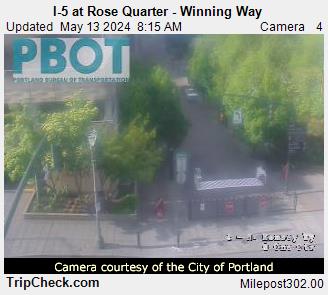 I-5 at Rose Quarter - Winning Way
Updated May 13 2024 8:15 AM Camera 4
PBOT
PORTLAND BUREAU OF TRANSPORTATION
Camera courtesy of the City of Portland
TripCheck.com Milepost302.00